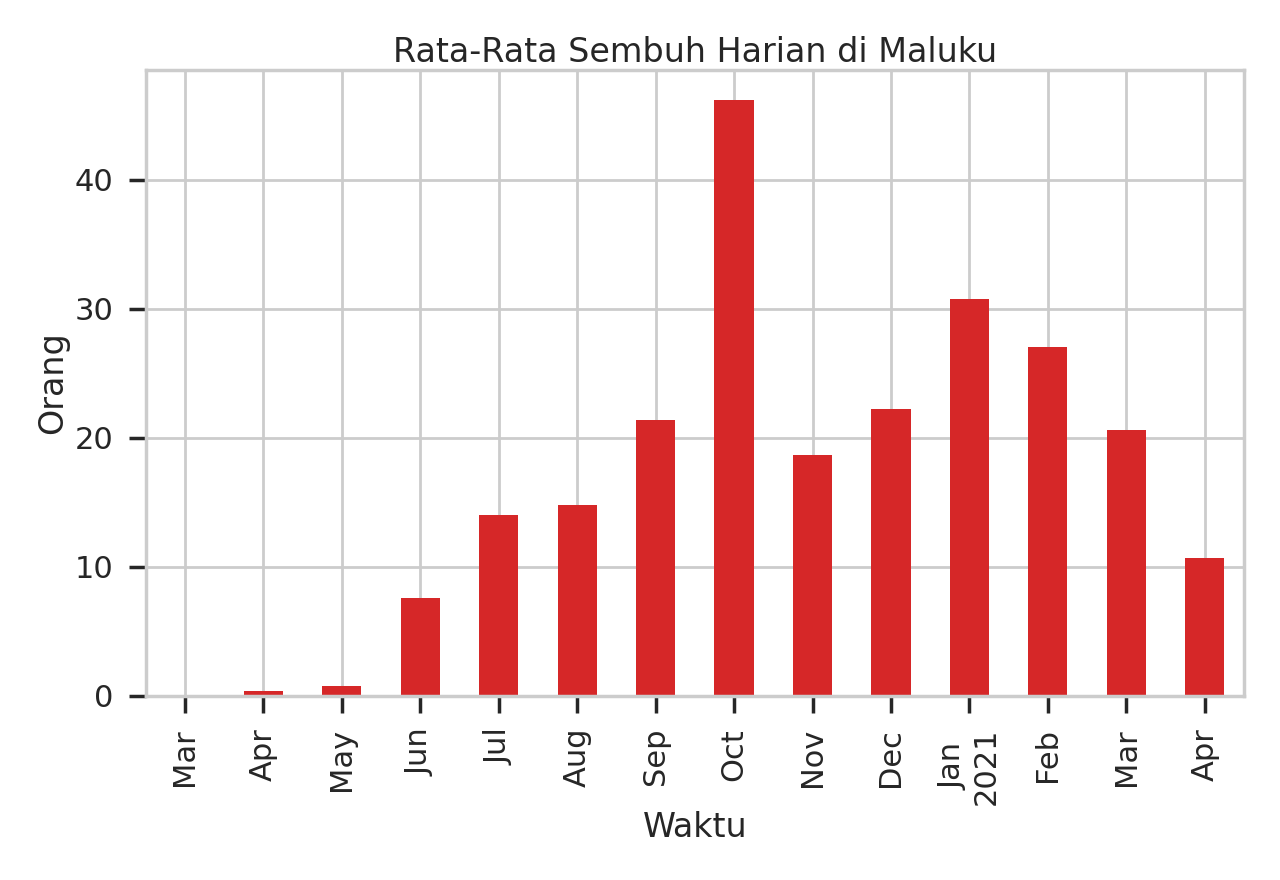 Rata-Rata Sembuh Harian di Maluku
Orang
40
30
20
10
0
Mar
Apr
May
Jun
Jul
Aug
Sep
Oct
Nov
Dec
Jan
2021
Feb
Mar
Apr
Waktu